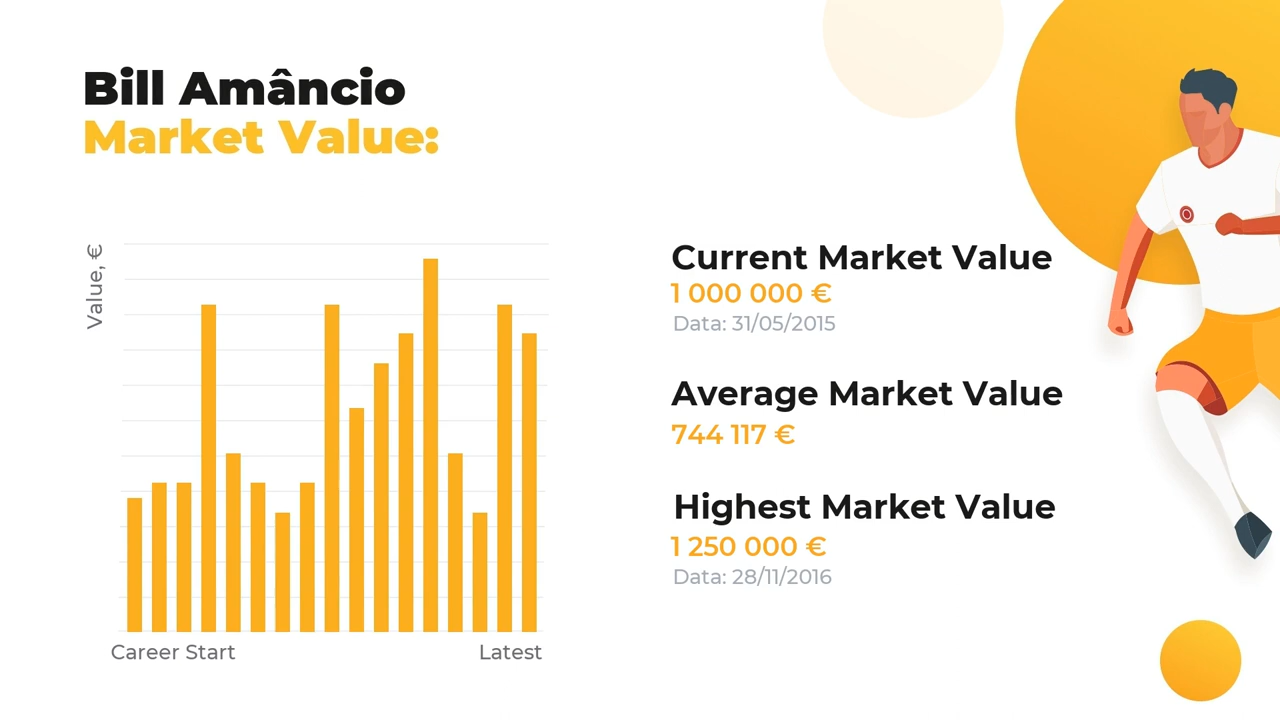 Bill Amâncio
Market Value:
Value, €
Career Start
Latest
Current Market Value
1 000 000 €
Data: 31/05/2015
Average Market Value
744 117 €
Highest Market Value
1 250 000 €
Data: 28/11/2016